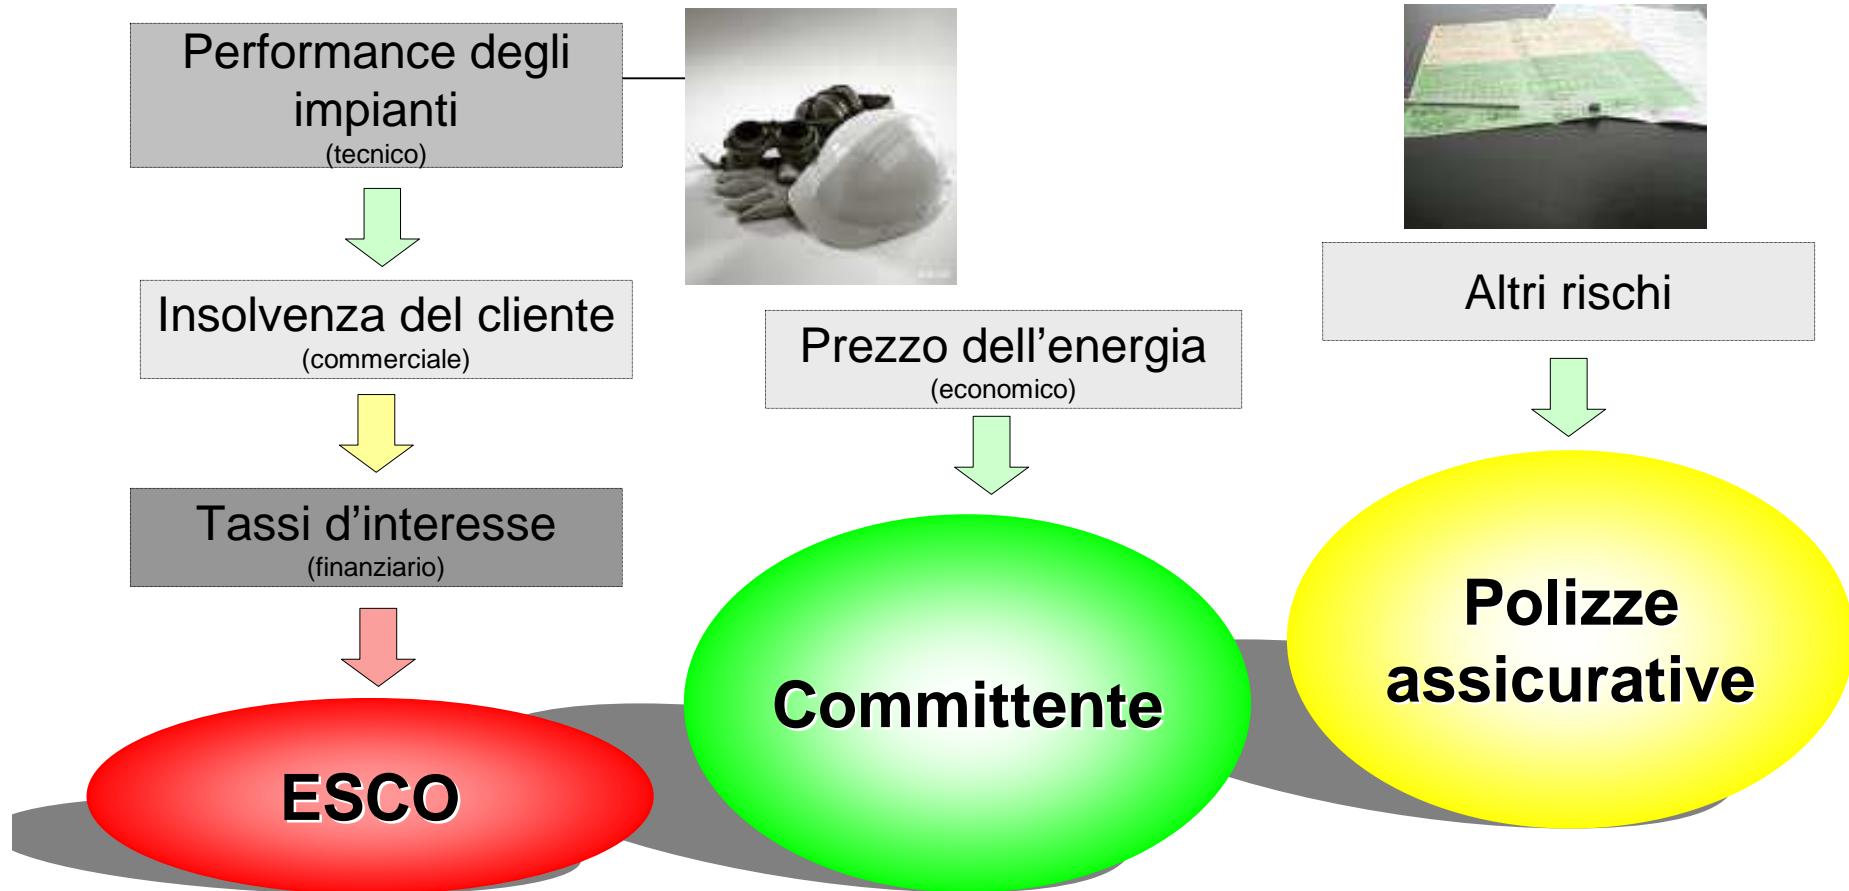 Performance degli
impianti
(tecnico)
Insolvenza del cliente
(commerciale)
Tassi d’interesse
(finanziario)
ESCO
Prezzo dell’energia
(economico)
Committente
Altri rischi
Polizze
assicurative